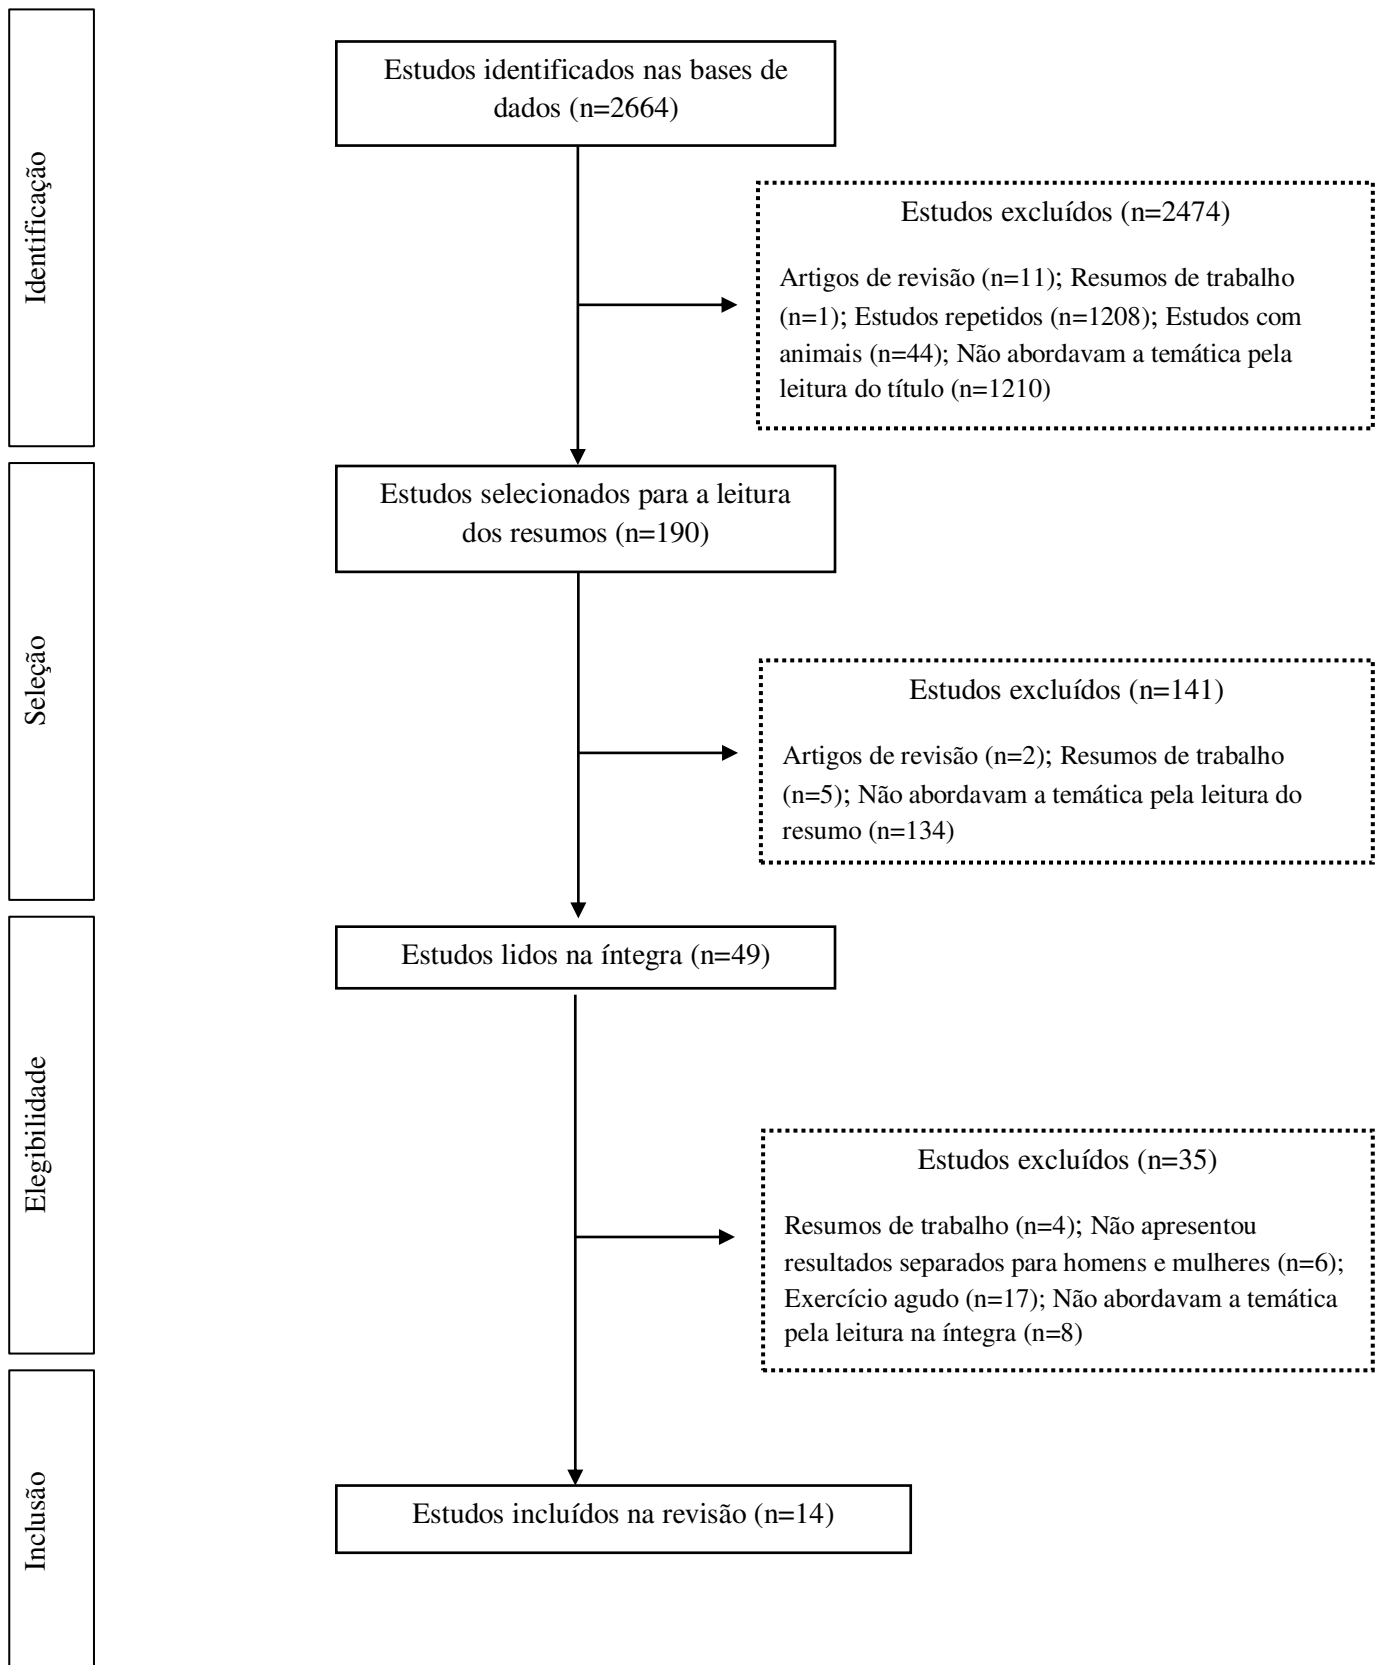 Identificação
Estudos identificados nas bases de
dados (n=2664)
Estudos excluídos (n=2474)
Artigos de revisão (n=11); Resumos de trabalho
(n=1); Estudos repetidos (n=1208); Estudos com
animais (n=44); Não abordavam a temática pela
leitura do título (n=1210)
Seleção
Estudos selecionados para a leitura
dos resumos (n=190)
Estudos excluídos (n=141)
Artigos de revisão (n=2); Resumos de trabalho
(n=5); Não abordavam a temática pela leitura do
resumo (n=134)
Elegibilidade
Estudos lidos na íntegra (n=49)
Estudos excluídos (n=35)
Resumos de trabalho (n=4); Não apresentou
resultados separados para homens e mulheres (n=6);
Exercício agudo (n=17); Não abordavam a temática
pela leitura na íntegra (n=8)
Inclusão
Estudos incluídos na revisão (n=14)